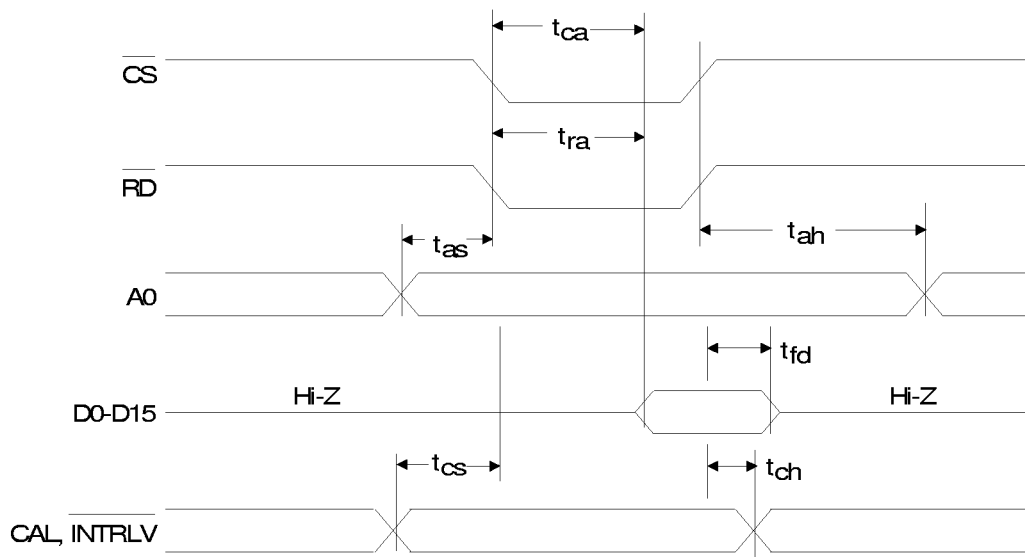 tca
CS
tra
RD
tas
tah
A0
tfd
Hi-Z
Hi-Z
D0-D15
tcs
tch
CAL, INTRLV